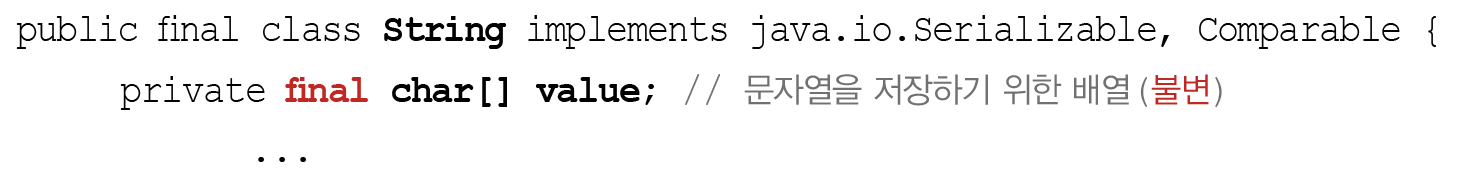 public final class String implements java.io.Serializable, Comparable {
private final char[] value; // 문자열을 저장하기 위한 배열(불변)
...